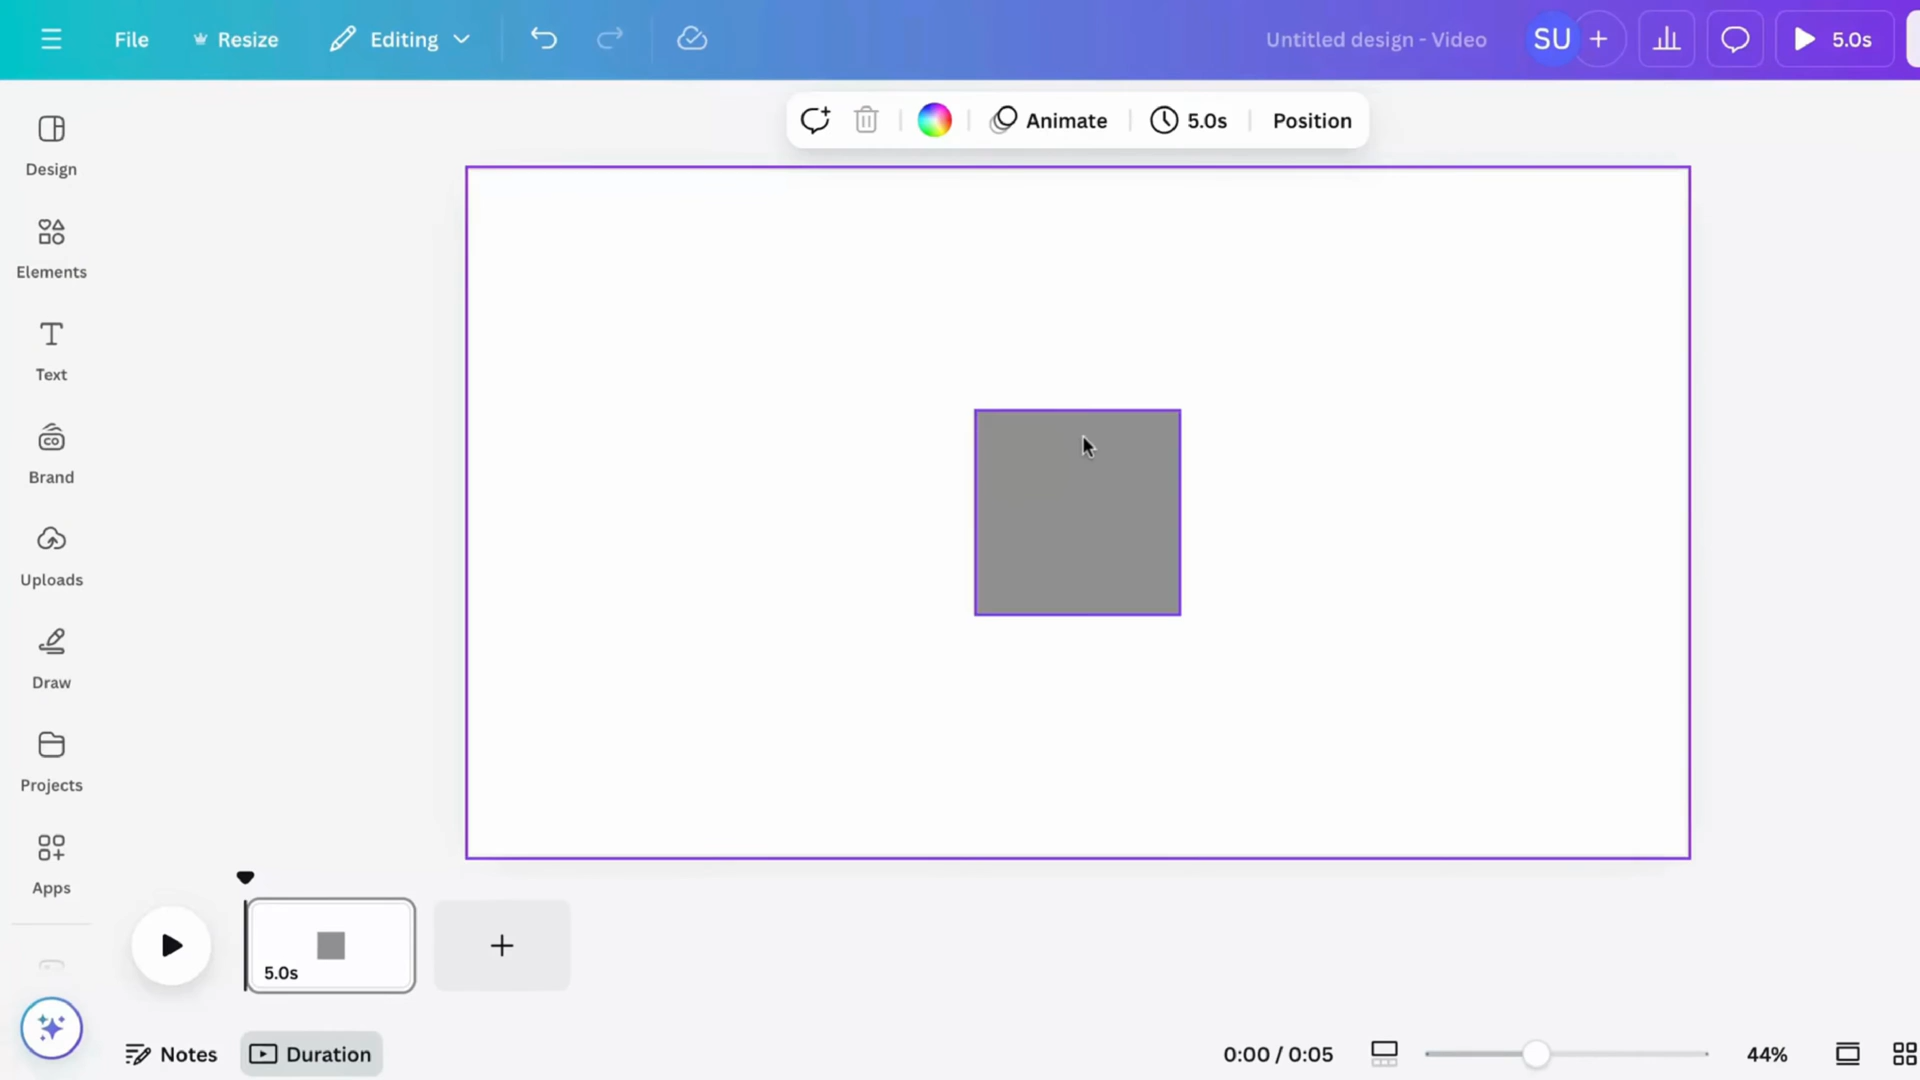 File
Resize
Editing
Untitled design - Video
SU
5.0s
Animate
5.0s
Position
Design
Elements
Text
CO
Brand
Uploads
Draw
Projects
Apps
5.0s
Notes
Duration
0:00 / 0:05
44%